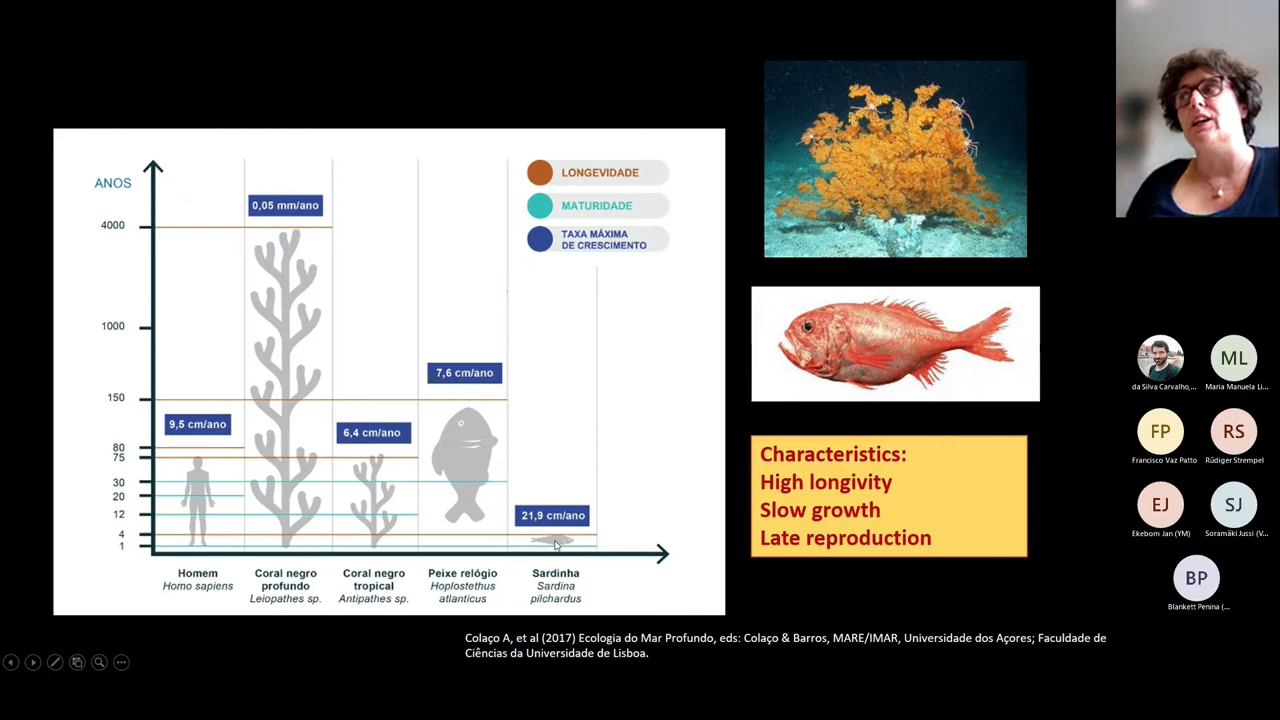 ANOS
4000
1000
150
80
75
30
20
12
4
1
0,05 mm/ano
9,5 cm/ano
6,4 cm/ano
7,6 cm/ano
21,9 cm/ano
LONGEVIDADE
MATURIDADE
TAXA MÁXIMA
DE CRESCIMENTO
Homem
Homo sapiens
Coral negro
profundo
Leiopathes sp.
Coral negro
tropical
Antipathes sp.
Peixe relógio
Hoplostethus
atlanticus
Sardinha
Sardina
pilchardus
Characteristics:
High longivity
Slow growth
Late reproduction
Colaço A, et al (2017) Ecologia do Mar Profundo, eds: Colaço & Barros, MARE/IMAR, Universidade dos Açores; Faculdade de
Ciências da Universidade de Lisboa.
da Silva Carvalho,...
ML
Maria Manuela Li...
FP
Francisco Vaz Patto
RS
Rüdiger Strempel
EJ
Ekebom Jan (YM)
SJ
Soramäki Jussi (V...
BP
Blankett Penina (...